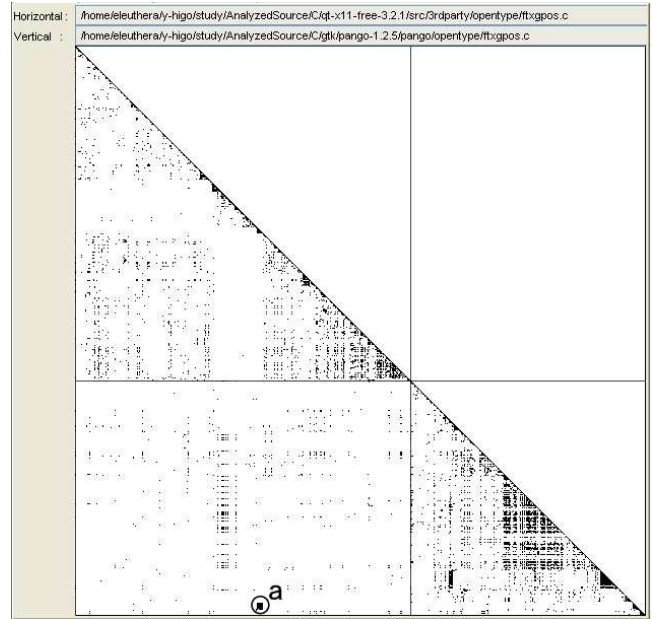 Horizontal : /home/eleuthera/y-higo/study/AnalyzedSource/C/qt-x11-free-3.2.1/src/3rdparty/opentype/ftxgpos.c
Vertical : /home/eleuthera/y-higo/study/AnalyzedSource/C/gtk/pango-1.2.5/pango/opentype/ftxgpos.c
a